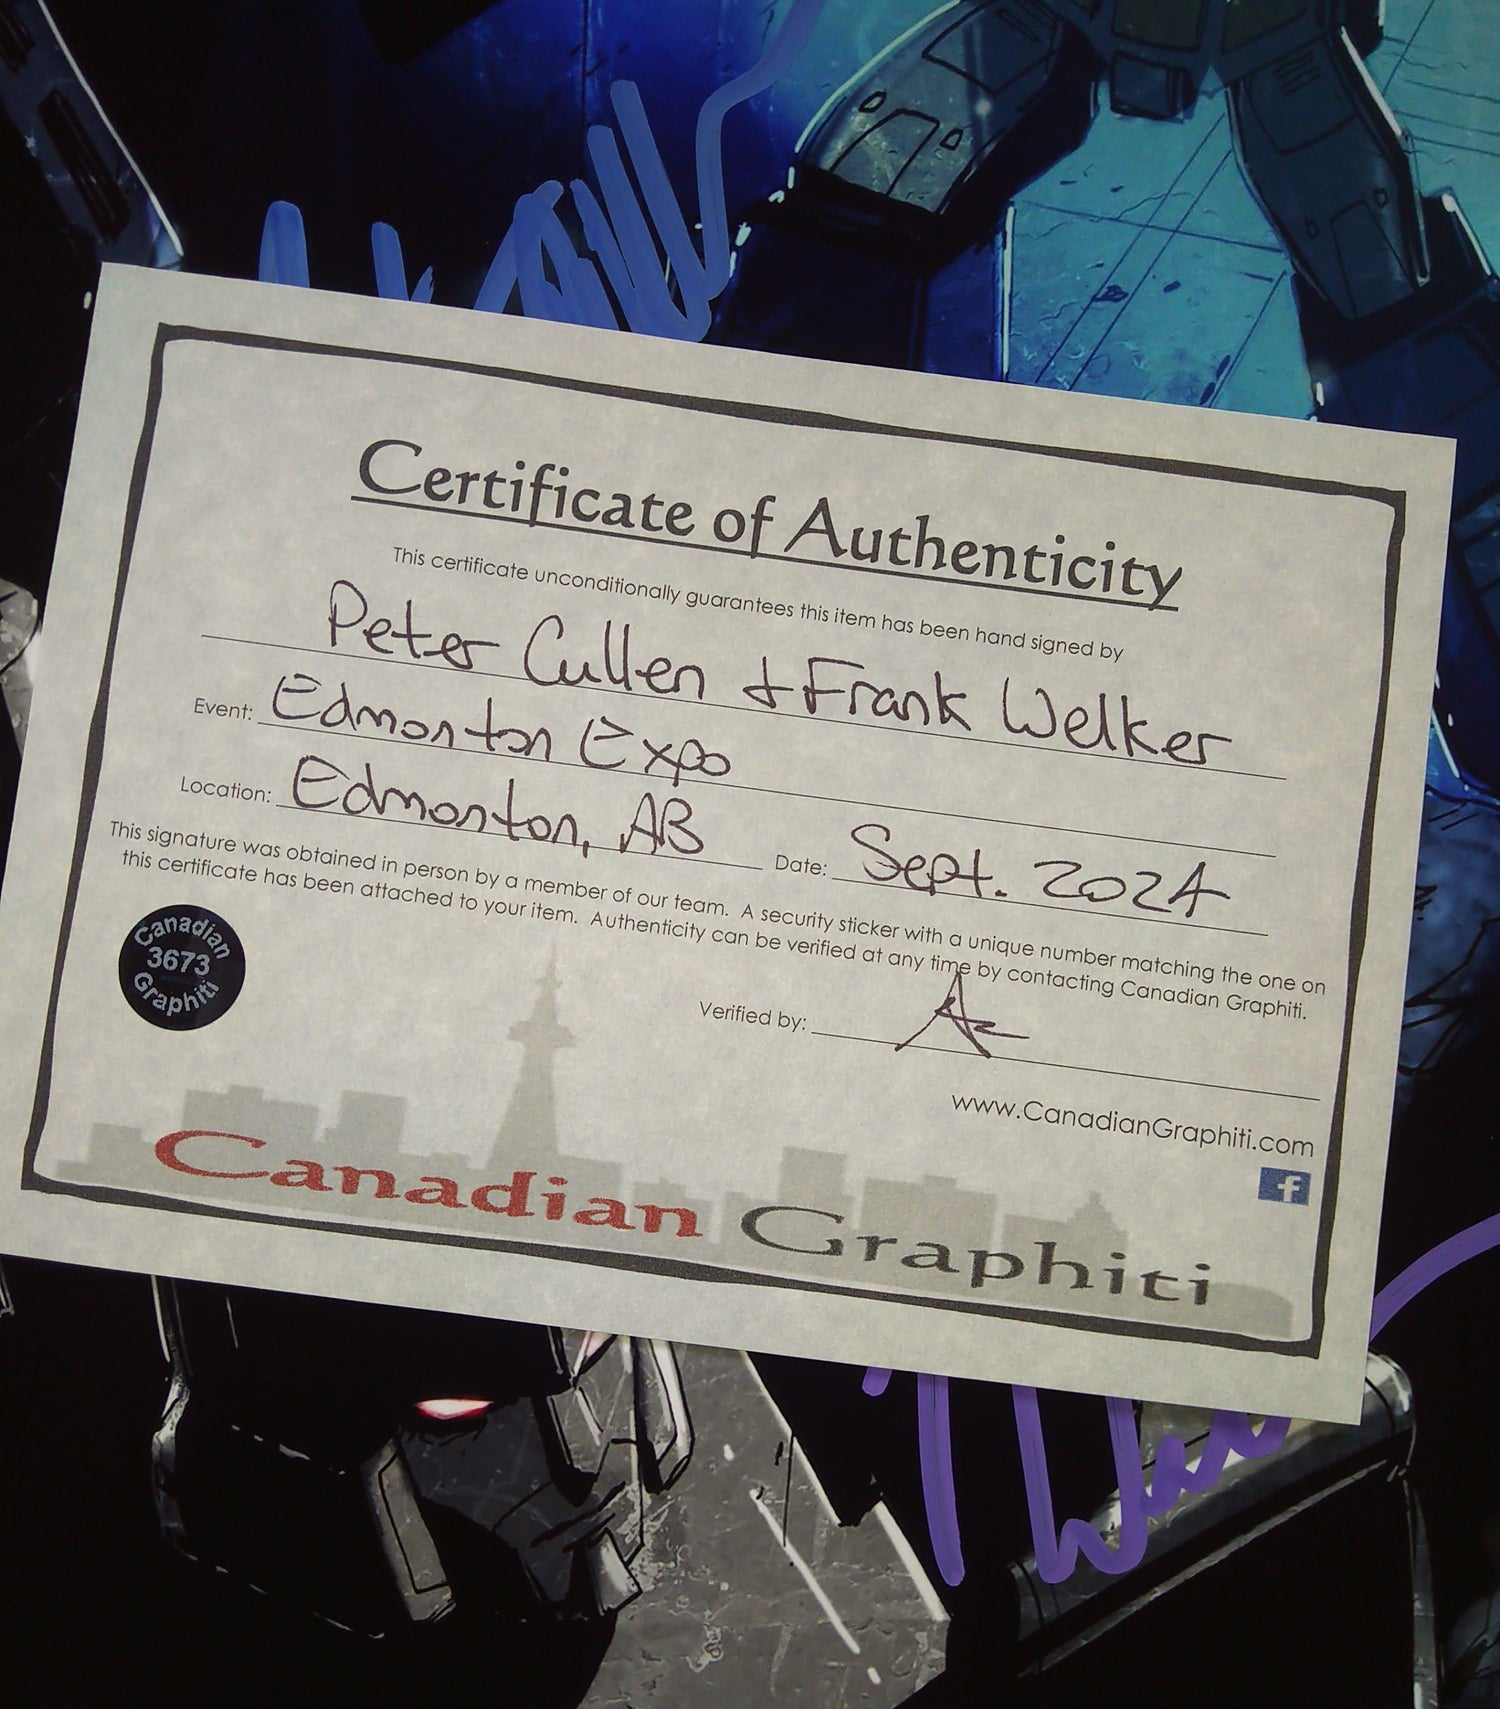 Certificate of Authenticity
This certificate unconditionally guarantees this item has been hand signed by
Peter Cullen + Frank Welker
Event: Edmonton Expo
Location: Edmonton, AB Date: Sept. 2024
This signature was obtained in person by a member of our team. A security sticker with a unique number matching the one on
this certificate has been attached to your item. Authenticity can be verified at any time by contacting Canadian Graphiti.
Canadian
3673
Graphiti
Verified by:
www.CanadianGraphiti.com
f
Canadian Graphiti